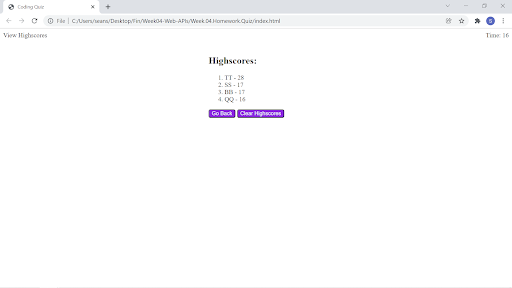 Coding Quiz
File | C:/Users/seans/Desktop/Fin/Week04-Web-APIs/Week.04.Homework.Quiz/index.html
View Highscores
Time: 16
Highscores:
1. TT - 28
2. SS - 17
3. BB - 17
4. QQ - 16
Go Back
Clear Highscores